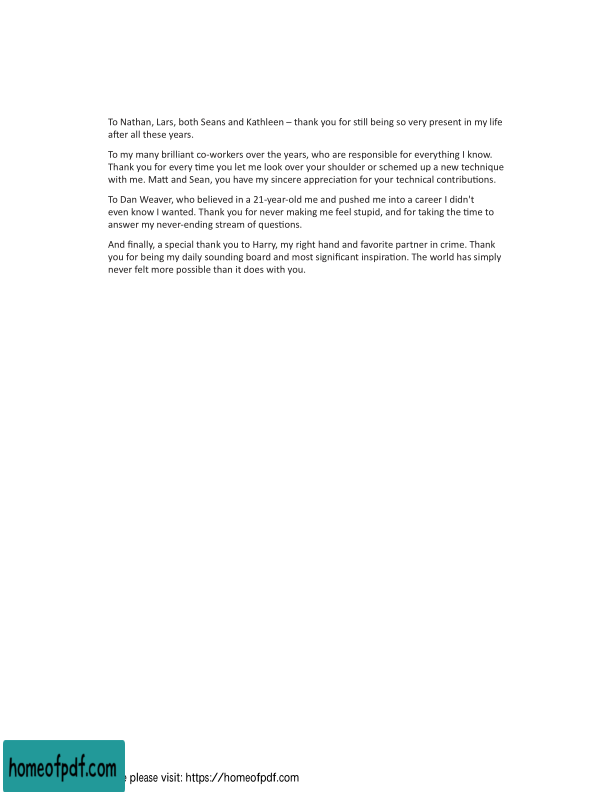 To Nathan, Lars, both Seans and Kathleen – thank you for still being so very present in my life
after all these years.
To my many brilliant co-workers over the years, who are responsible for everything I know.
Thank you for every time you let me look over your shoulder or schemed up a new technique
with me. Matt and Sean, you have my sincere appreciation for your technical contributions.
To Dan Weaver, who believed in a 21-year-old me and pushed me into a career I didn't
even know I wanted. Thank you for never making me feel stupid, and for taking the time to
answer my never-ending stream of questions.
And finally, a special thank you to Harry, my right hand and favorite partner in crime. Thank
you for being my daily sounding board and most significant inspiration. The world has simply
never felt more possible than it does with you.
homeofpdf.com
please visit: https://homeofpdf.com